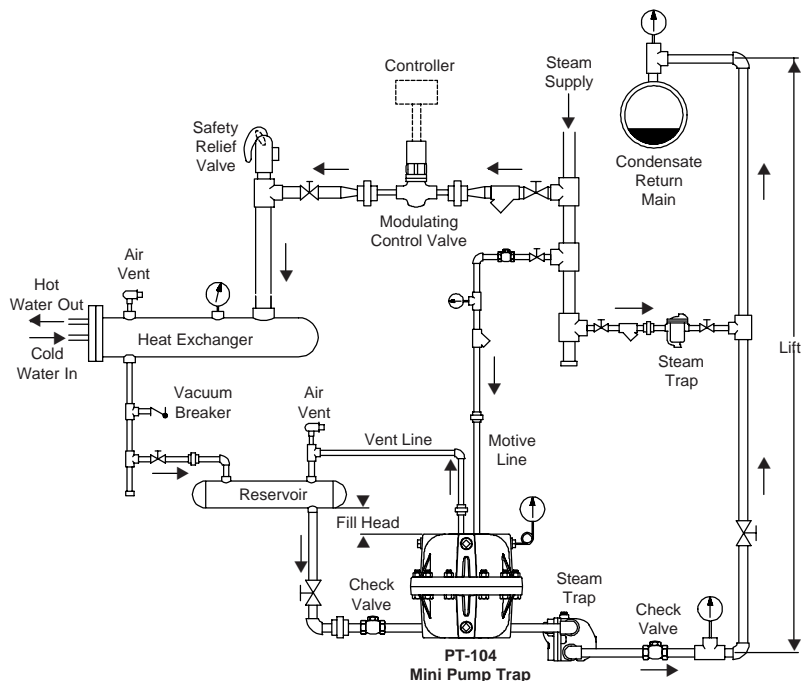 Controller
Steam
Supply
Safety
Relief
Valve
Condensate
Return
Main
Modulating
Control Valve
Air
Vent
Hot
Water Out
Heat Exchanger
Cold
Water In
Lift
Steam
Trap
Vacuum
Breaker
Air
Vent
Vent Line
Motive
Line
Reservoir
Fill Head
Check
Valve
Steam
Trap
Check
Valve
PT-104
Mini Pump Trap